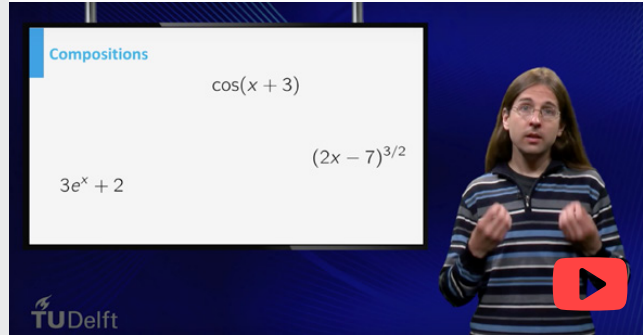 Compositions
cos(x + 3)
(2x − 7)^{3/2}
3e^x + 2
TUDelft